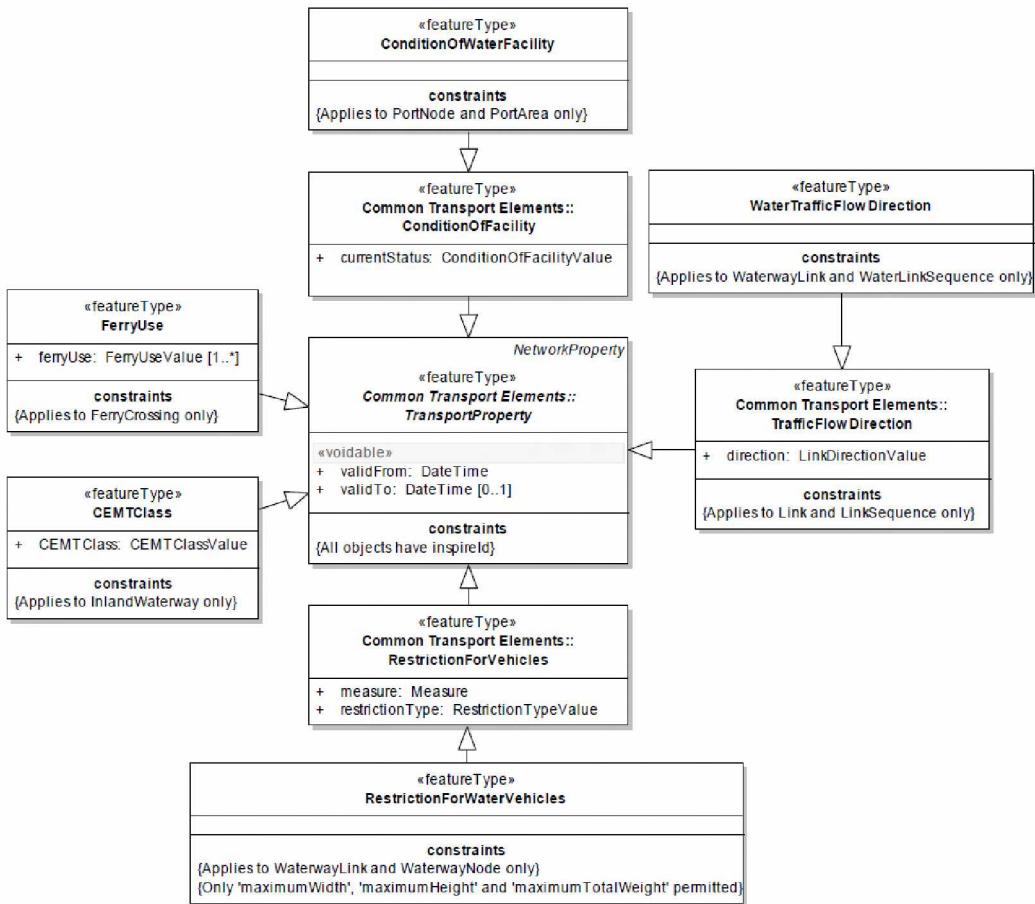 «featureType»
ConditionOfWaterFacility
constraints
{Applies to PortNode and PortArea only}
«featureType»
Common Transport Elements::
ConditionOfFacility
+ currentStatus: ConditionOfFacilityValue
«featureType»
WaterTrafficFlowDirection
constraints
{Applies to WaterwayLink and WaterLinkSequence only}
«featureType»
FerryUse
+ ferryUse: FerryUseValue [1..*]
constraints
{Applies to FerryCrossing only}
NetworkProperty
«featureType»
Common Transport Elements::
TransportProperty
«voidable»
+ validFrom: DateTime
+ validTo: DateTime [0..1]
constraints
{All objects have inspireId}
«featureType»
Common Transport Elements::
TrafficFlowDirection
+ direction: LinkDirectionValue
constraints
{Applies to Link and LinkSequence only}
«featureType»
CEMTClass
+ CEMTClass: CEMTClassValue
constraints
{Applies to InlandWaterway only}
«featureType»
Common Transport Elements::
RestrictionForVehicles
+ measure: Measure
+ restrictionType: RestrictionTypeValue
«featureType»
RestrictionForWaterVehicles
constraints
{Applies to WaterwayLink and WaterwayNode only}
{Only 'maximumWidth', 'maximumHeight' and 'maximumTotalWeight' permitted}